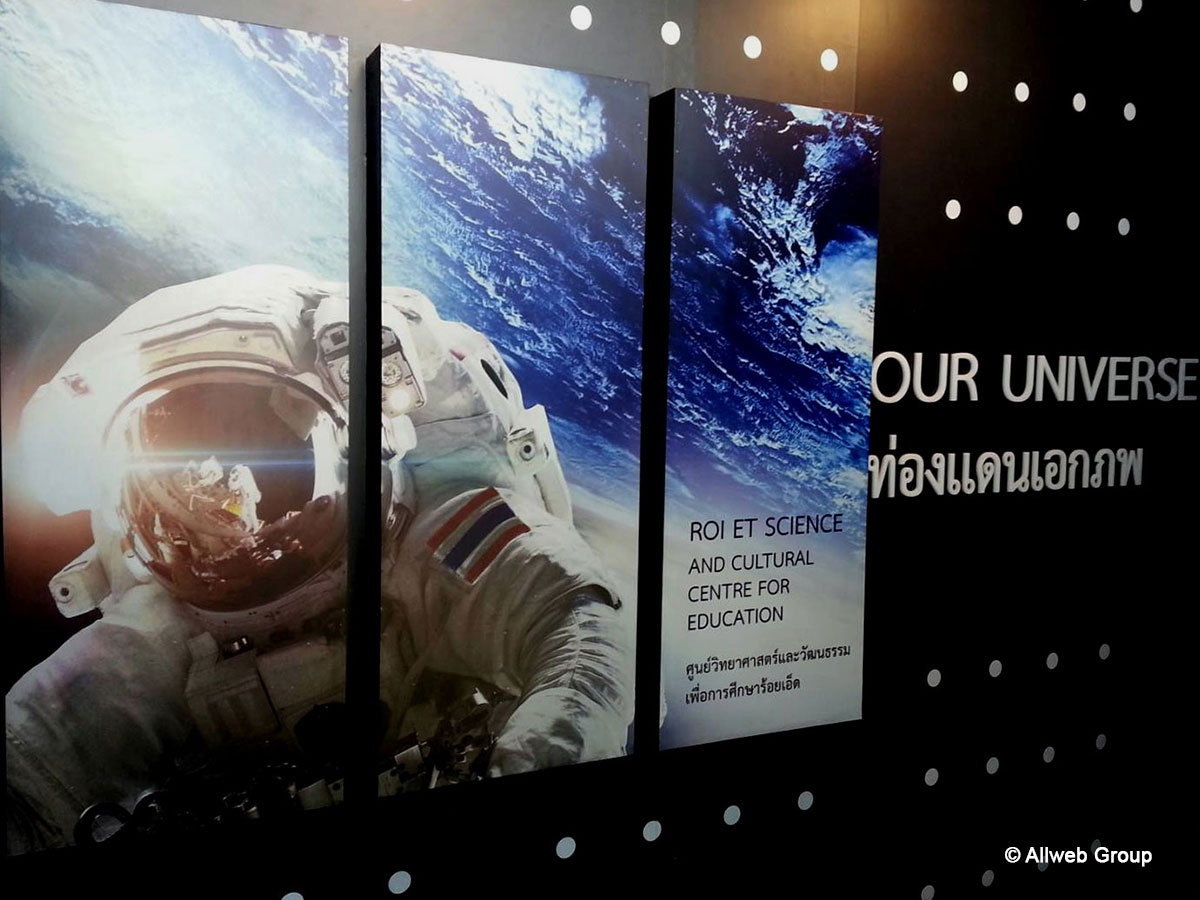 OUR UNIVERSE
ท่องแดนเอกภพ
ROI ET SCIENCE
AND CULTURAL
CENTRE FOR
EDUCATION
ศูนย์วิทยาศาสตร์และวัฒนธรรม
เพื่อการศึกษาร้อยเอ็ด
© Allweb Group